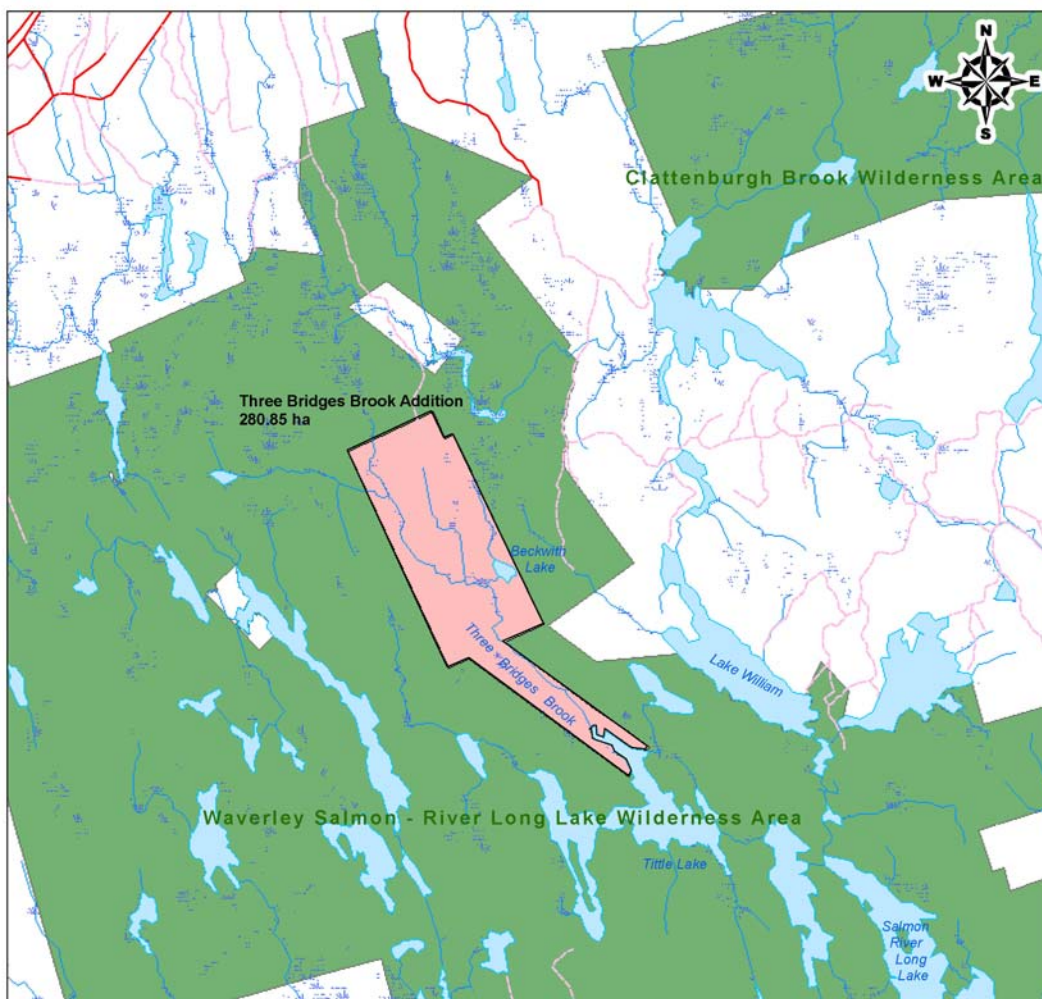 N
W E
S
Clattenburgh Brook Wilderness Area
Three Bridges Brook Addition
280.85 ha
Beckwith
Lake
Three Bridges Brook
Lake William
Waverley Salmon - River Long Lake Wilderness Area
Tittle Lake
Salmon
River
Long
Lake